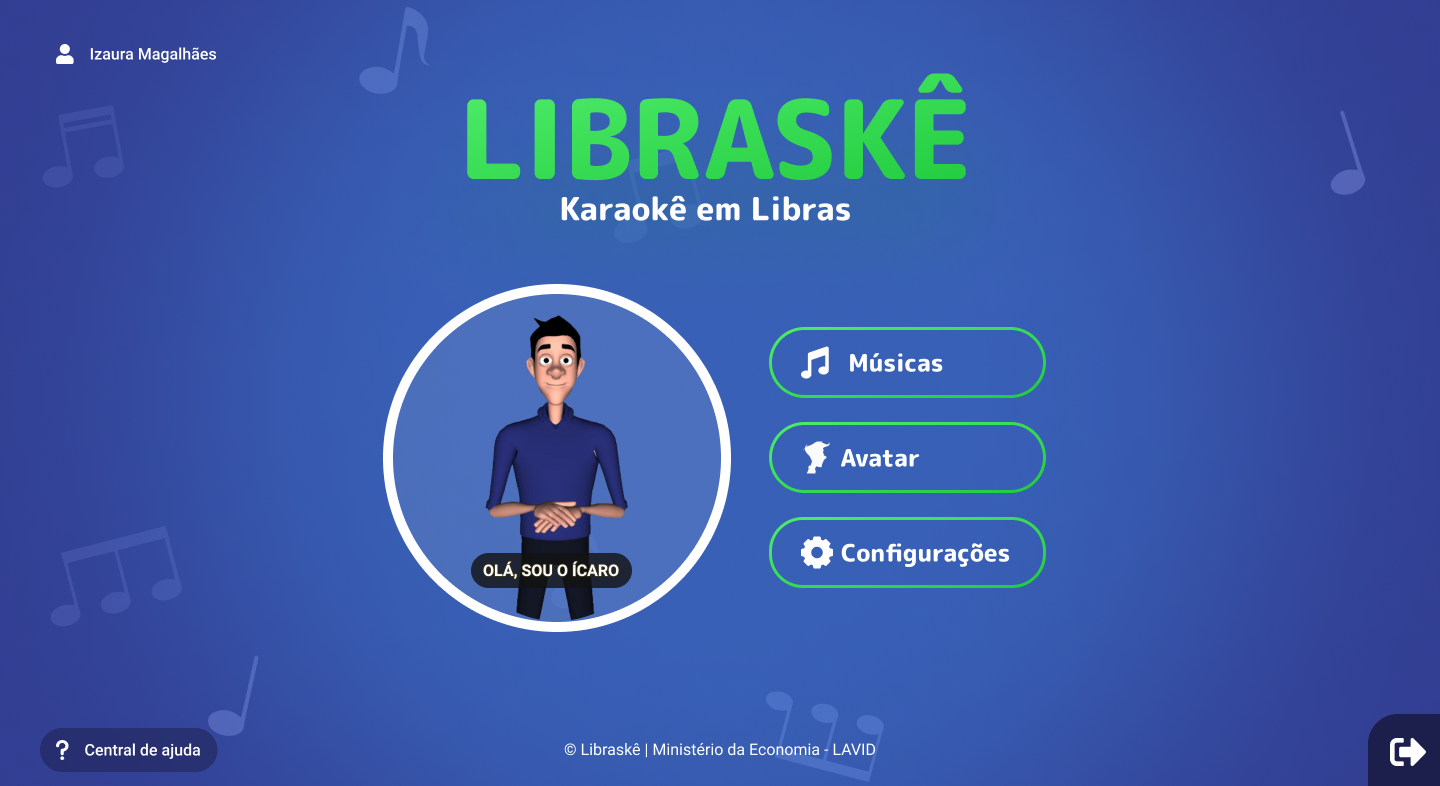 Izaura Magalhães
LIBRASKÊ
Karaokê em Libras
Músicas
Avatar
Configurações
OLÁ, SOU O ÍCARO
? Central de ajuda
© Libraskê | Ministério da Economia - LAVID